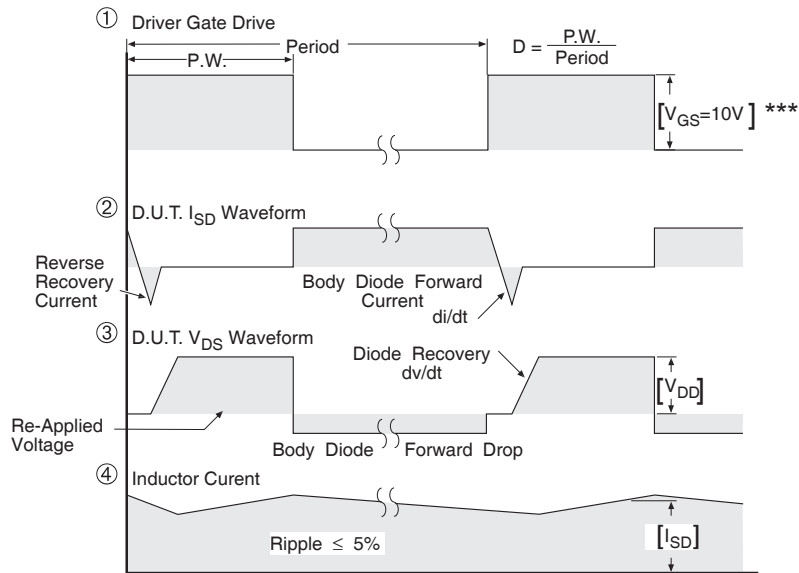 ① Driver Gate Drive
Period
P.W.
D = P.W. / Period
[VGS=10V] ***
② D.U.T. ISD Waveform
Reverse
Recovery
Current
Body Diode Forward
Current
di/dt
③ D.U.T. VDS Waveform
Diode Recovery
dv/dt
[VDD]
Re-Applied
Voltage
Body Diode Forward Drop
④ Inductor Curent
Ripple ≤ 5%
[ISD]